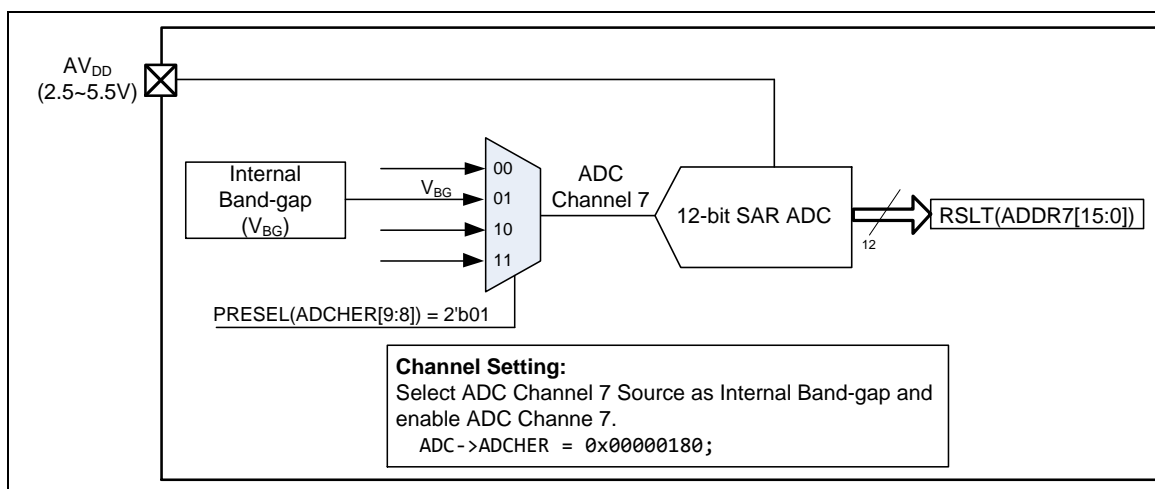 AVDD
(2.5~5.5V)
Internal
Band-gap
(VBG)
VBG
00
01
10
11
ADC
Channel 7
12-bit SAR ADC
12
RSLT(ADDR7[15:0])
PRESEL(ADCHER[9:8]) = 2'b01
Channel Setting:
Select ADC Channel 7 Source as Internal Band-gap and
enable ADC Channe 7.
ADC->ADCHER = 0x00000180;